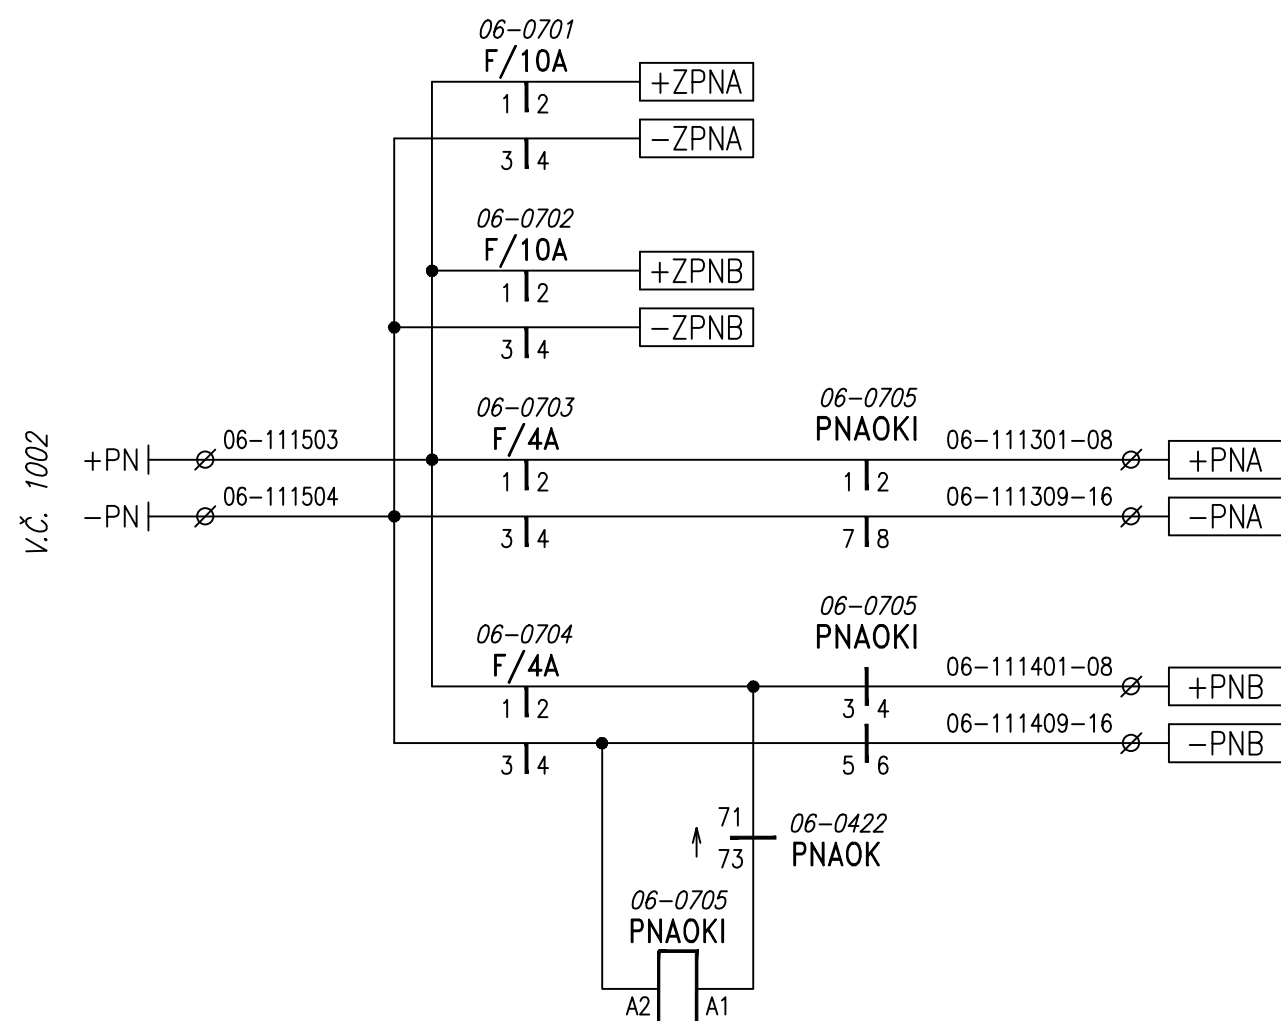 06-0701
F/10A
+ZPNA
1 2
-ZPNA
3 4
06-0702
F/10A
+ZPNB
1 2
-ZPNB
3 4
06-0703
F/4A
06-0705
PNAOKI
V.Č. 1002
+PN
06-111503
06-111301-08
+PNA
1 2
1 2
-PN
06-111504
06-111309-16
-PNA
3 4
7 8
06-0704
F/4A
06-0705
PNAOKI
06-111401-08
+PNB
1 2
3 4
06-111409-16
-PNB
3 4
5 6
71
73
06-0422
PNAOK
06-0705
PNAOKI
A2
A1